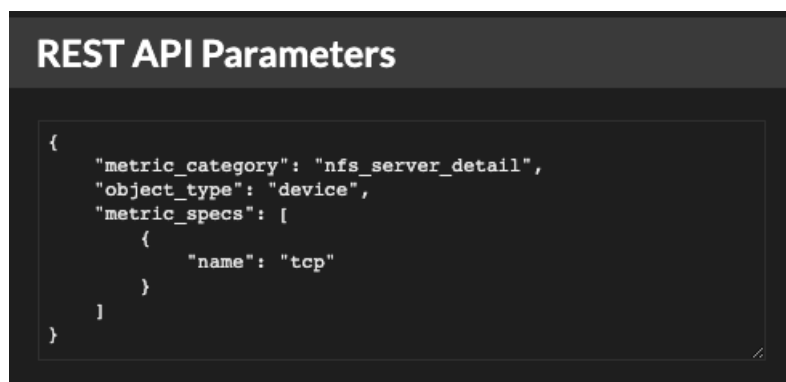 REST API Parameters
{
    "metric_category": "nfs_server_detail",
    "object_type": "device",
    "metric_specs": [
        {
            "name": "tcp"
        }
    ]
}